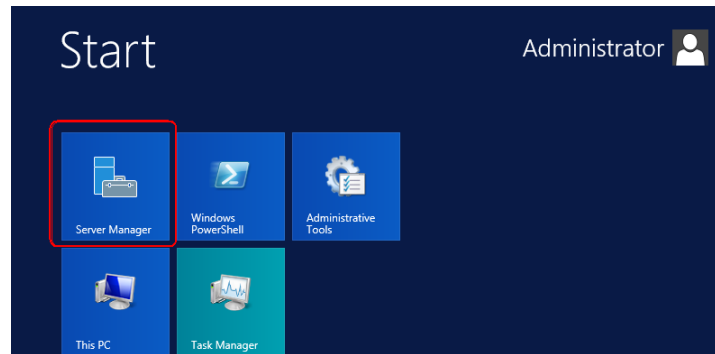 Start
Administrator
Server Manager
Windows
PowerShell
Administrative
Tools
This PC
Task Manager